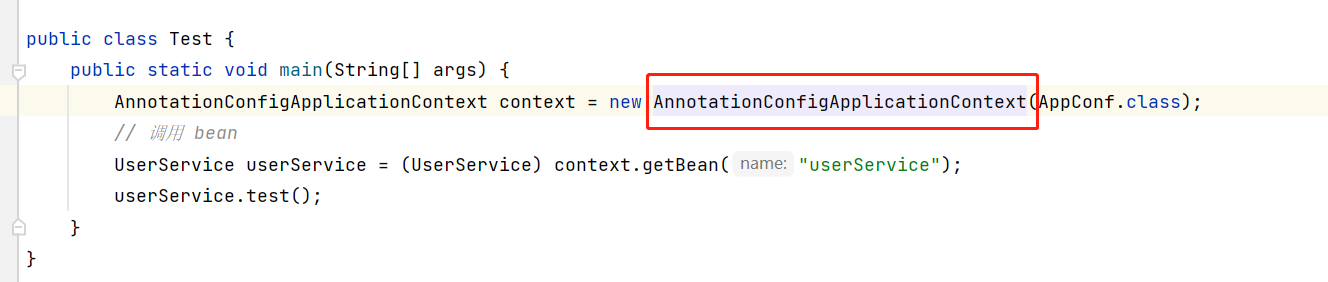 public class Test {
public static void main(String[] args) {
AnnotationConfigApplicationContext context = new AnnotationConfigApplicationContext(AppConf.class);
// 调用 bean
UserService userService = (UserService) context.getBean( name: "userService");
userService.test();
}
}